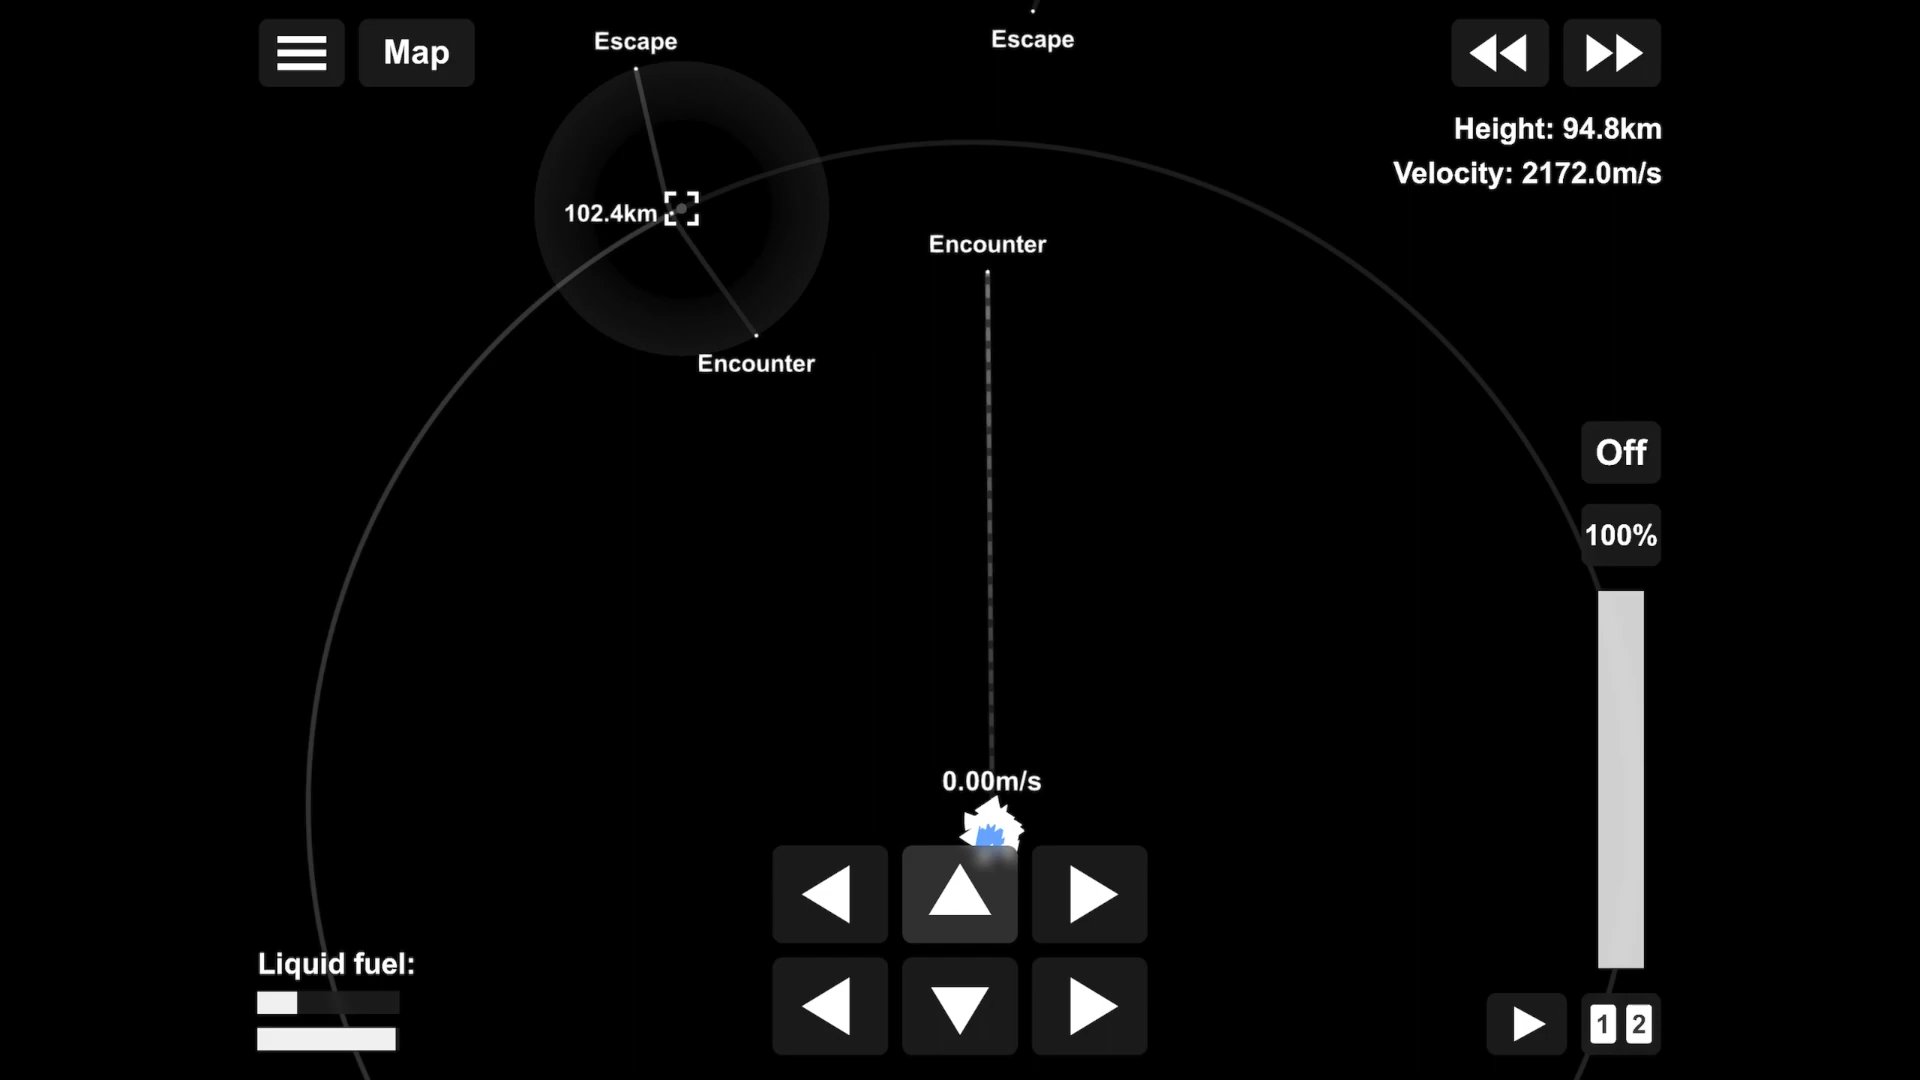 Map
Escape
Escape
Height: 94.8km
Velocity: 2172.0m/s
102.4km
Encounter
Encounter
Off
100%
0.00m/s
Liquid fuel:
1 2